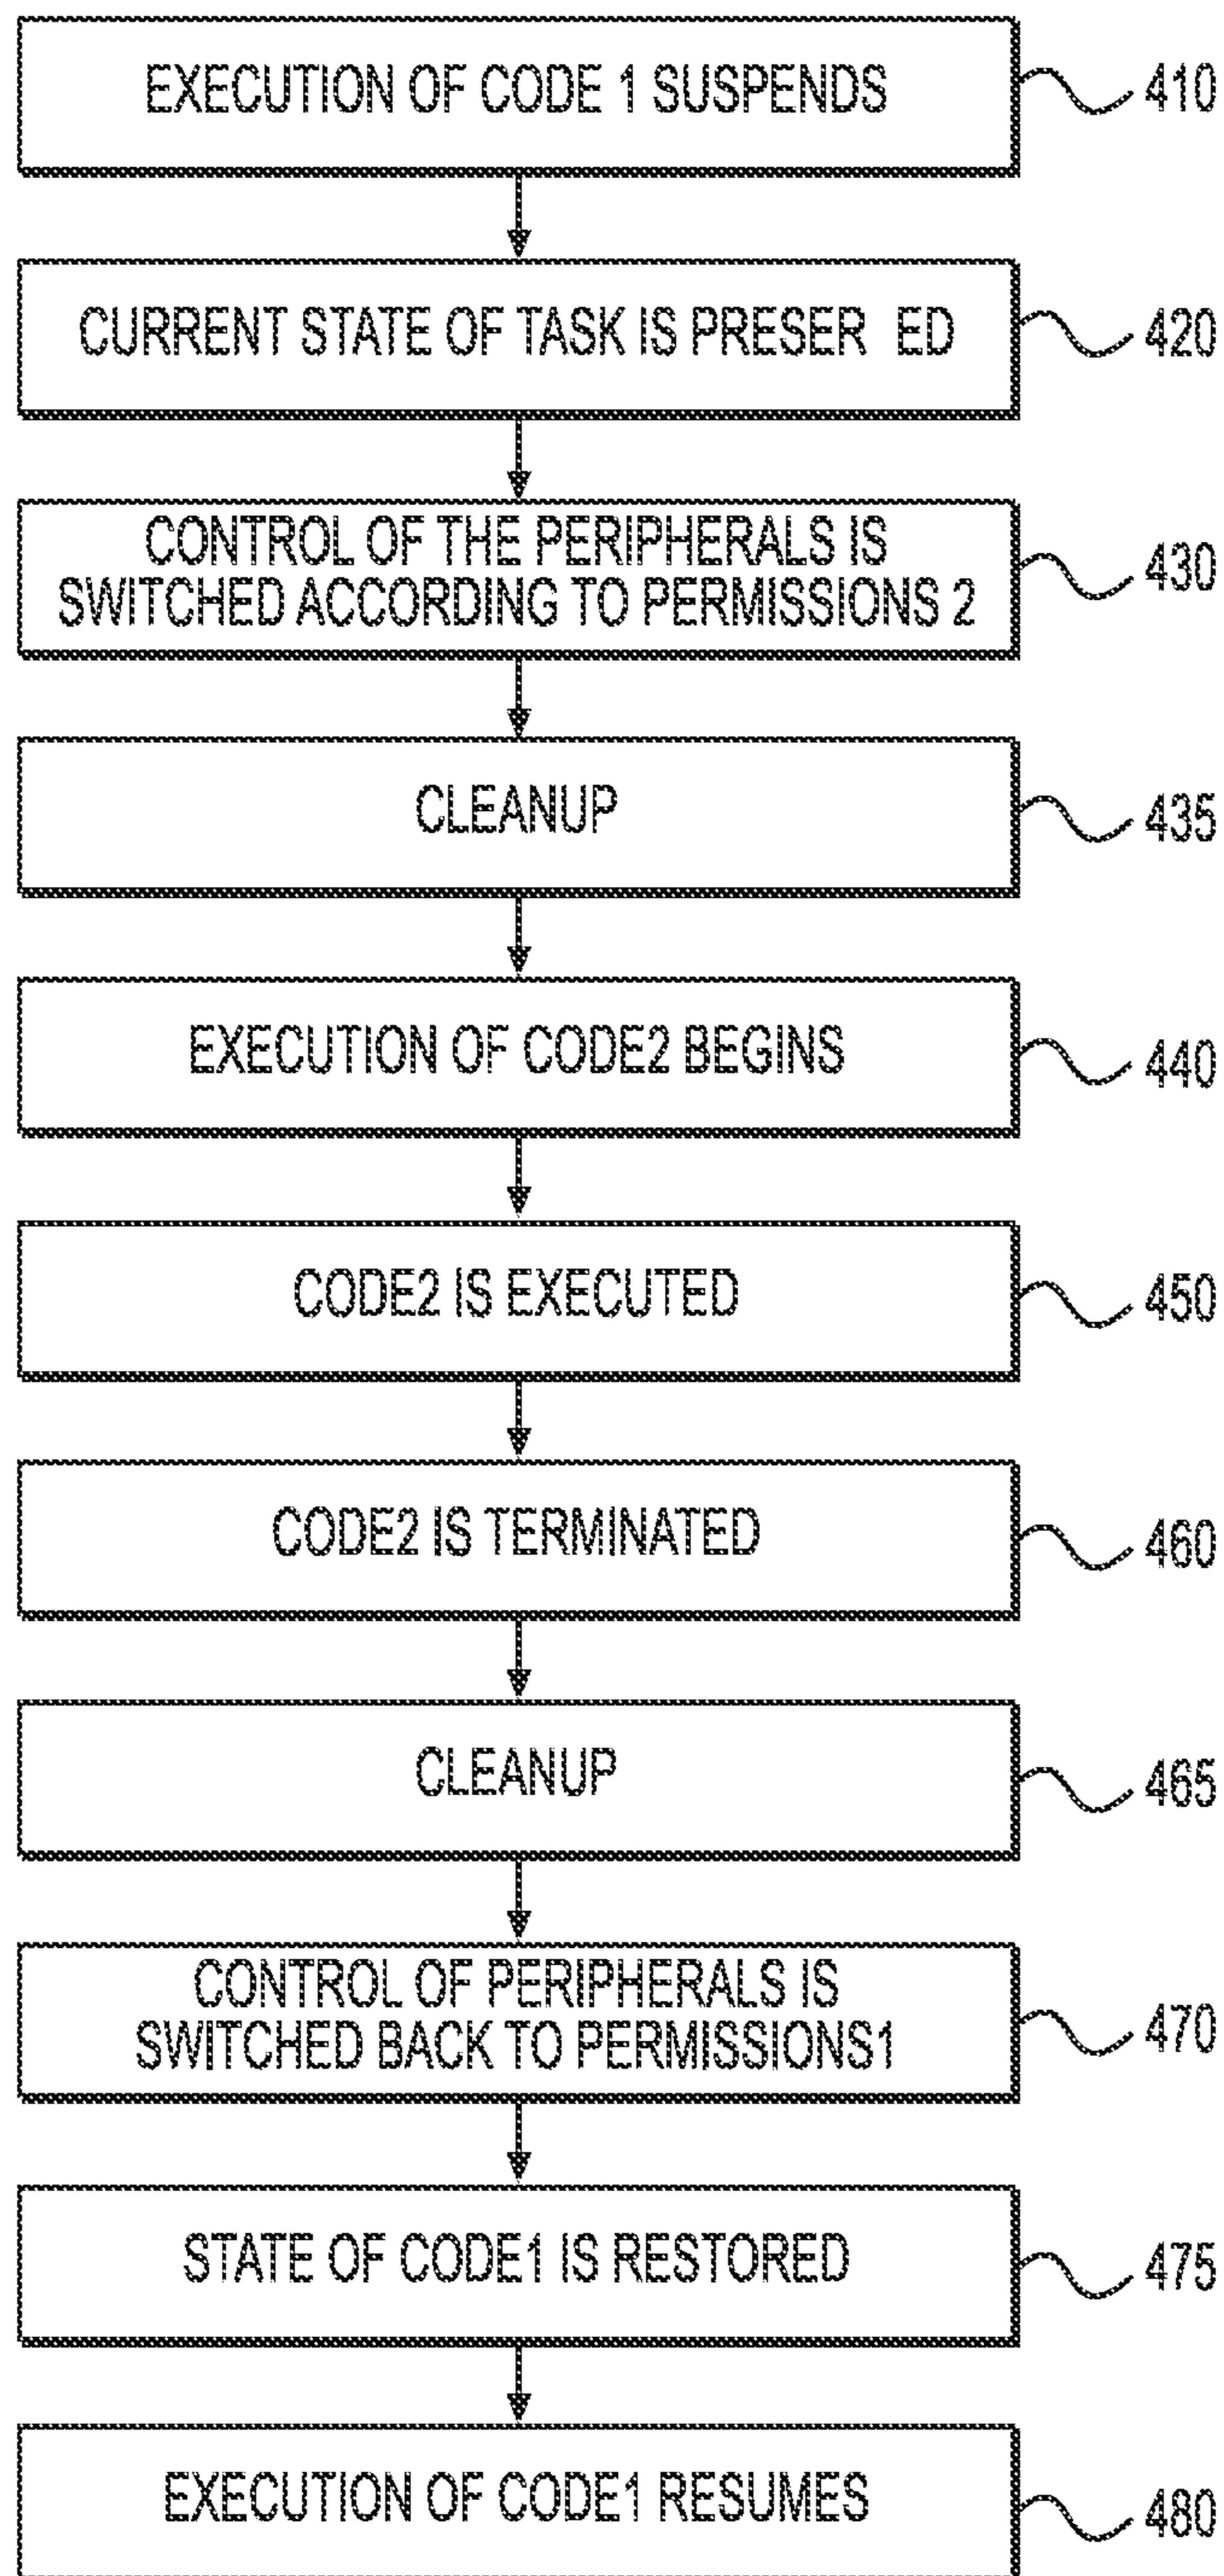 EXECUTION OF CODE 1 SUSPENDS
410
CURRENT STATE OF TASK IS PRESER ED
420
CONTROL OF THE PERIPHERALS IS
SWITCHED ACCORDING TO PERMISSIONS 2
430
CLEANUP
435
EXECUTION OF CODE2 BEGINS
440
CODE2 IS EXECUTED
450
CODE2 IS TERMINATED
460
CLEANUP
465
CONTROL OF PERIPHERALS IS
SWITCHED BACK TO PERMISSIONS1
470
STATE OF CODE1 IS RESTORED
475
EXECUTION OF CODE1 RESUMES
480